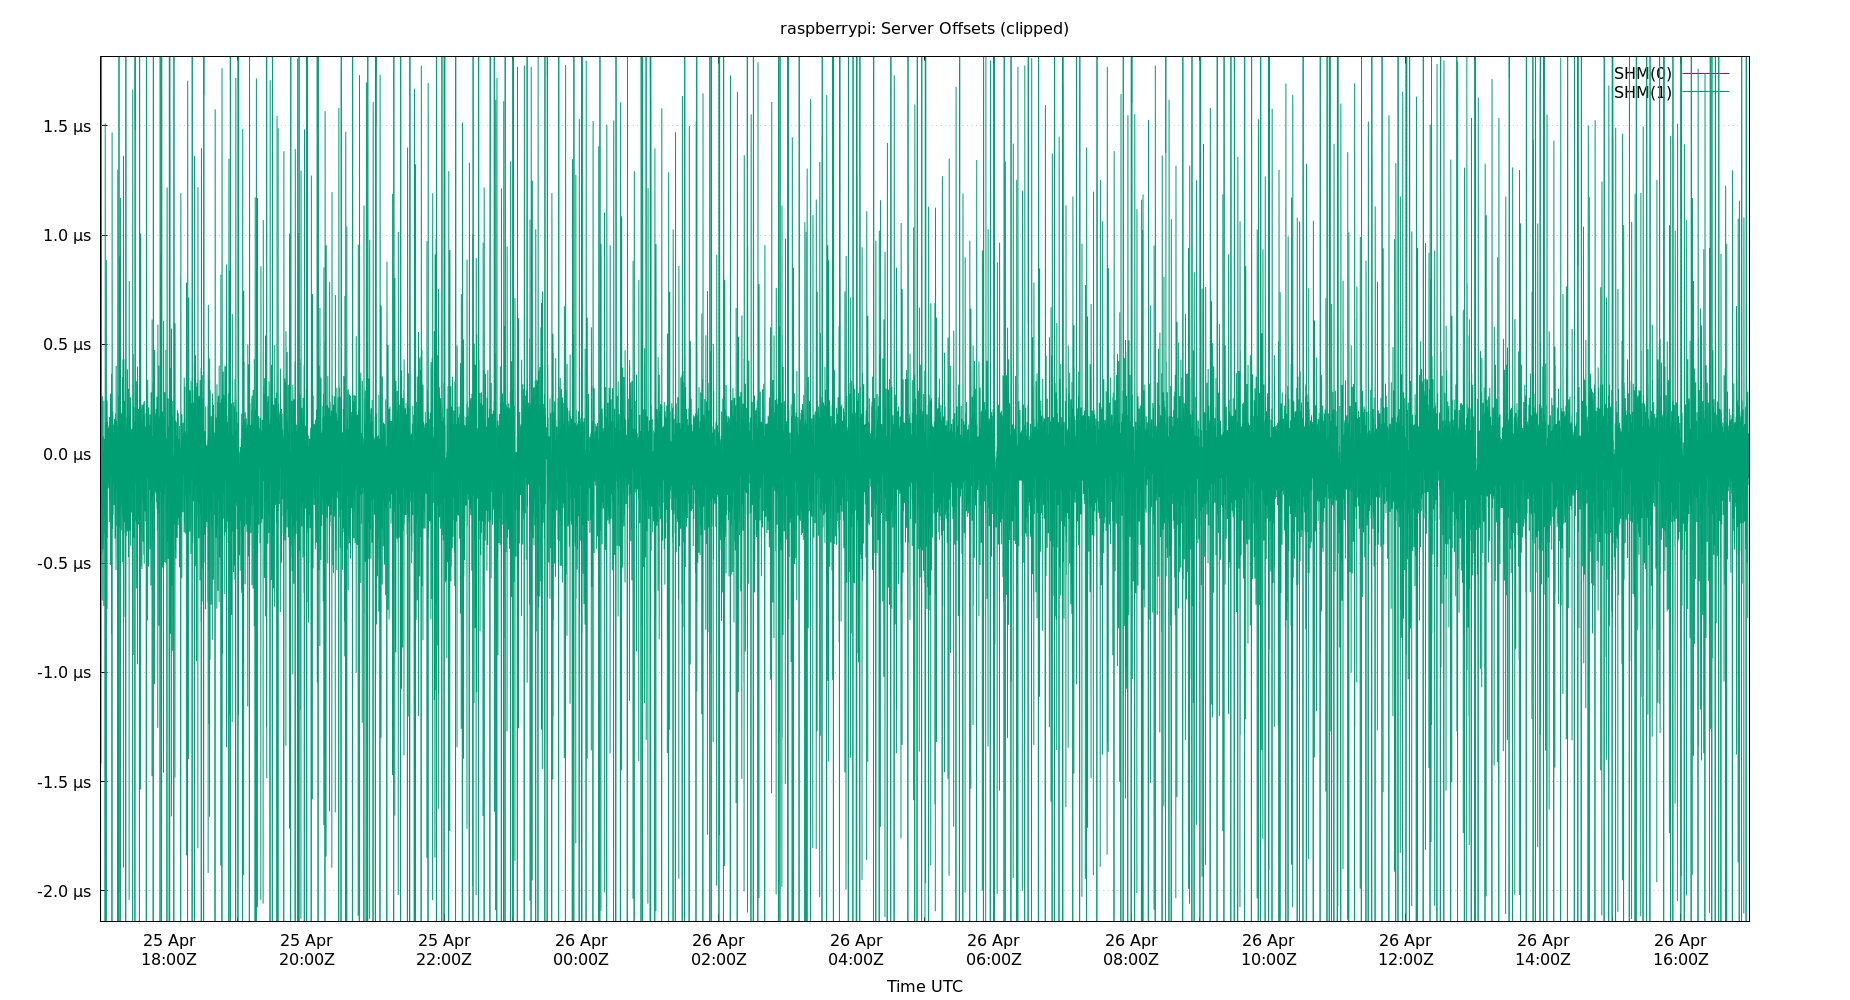 raspberrypi: Server Offsets (clipped)
SHM(0)
SHM(1)
1.5 µs
1.0 µs
0.5 µs
0.0 µs
-0.5 µs
-1.0 µs
-1.5 µs
-2.0 µs
25 Apr 25 Apr 25 Apr 26 Apr 26 Apr 26 Apr 26 Apr 26 Apr 26 Apr 26 Apr 26 Apr 26 Apr
18:00Z 20:00Z 22:00Z 00:00Z 02:00Z 04:00Z 06:00Z 08:00Z 10:00Z 12:00Z 14:00Z 16:00Z
Time UTC